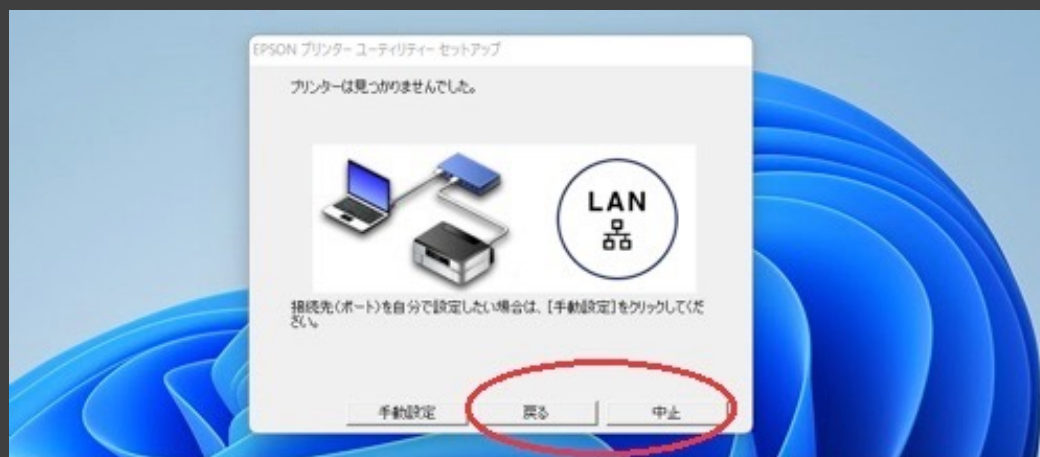 EPSON プリンター ユーティリティー セットアップ
プリンターは見つかりませんでした。
LAN
接続先(ポート)を自分で設定したい場合は、[手動設定]をクリックしてくだ
さい。
手動設定
戻る
中止